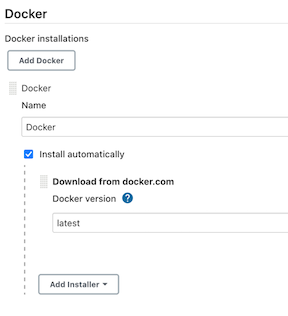 Docker
Docker installations
Add Docker
Docker
Name
Docker
Install automatically
Download from docker.com
Docker version ?
latest
Add Installer